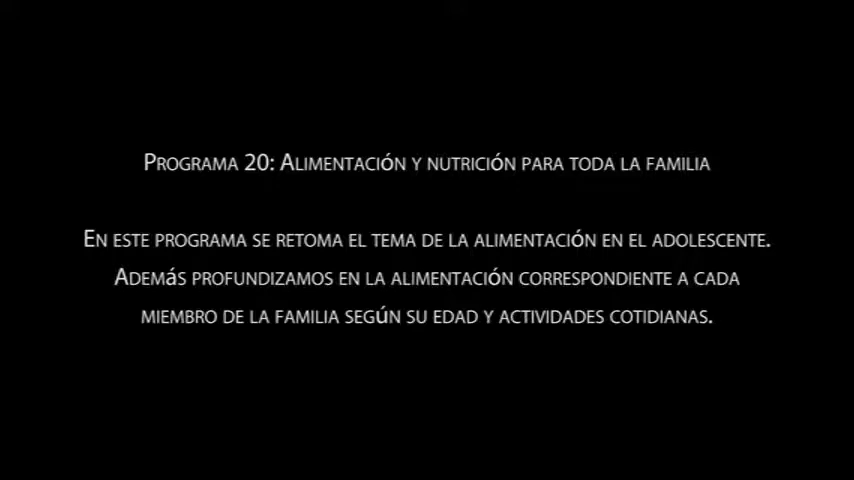 Programa 20: Alimentación y nutrición para toda la familia
En este programa se retoma el tema de la alimentación en el adolescente.
Además profundizamos en la alimentación correspondiente a cada
miembro de la familia según su edad y actividades cotidianas.